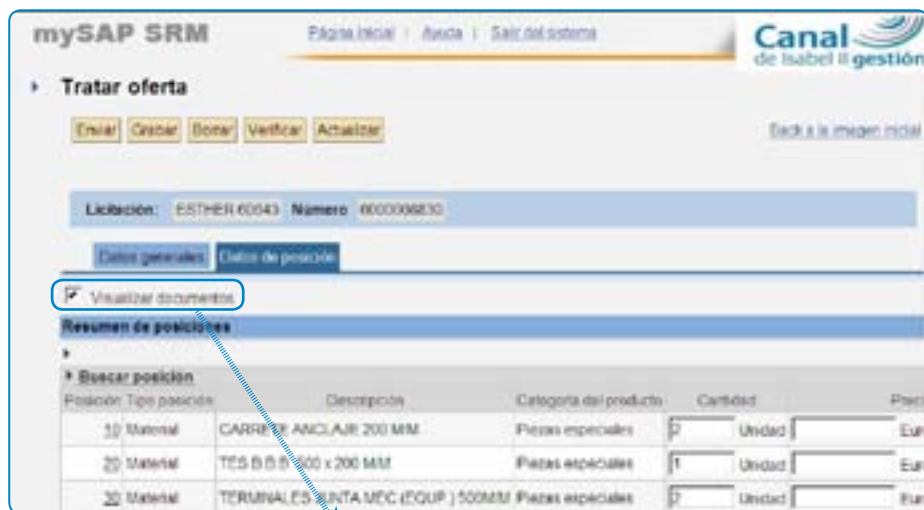 mySAP SRM
Página inicial | Ayuda | Salir del sistema
Canal
de Isabel II gestión
Tratar oferta
Enviar Grabar Borrar Verificar Actualizar
Back a la imagen inicial
Licitación: ESTHER 60643 Número 6000006830
Datos generales Datos de posición
Visualizar documentos
Resumen de posiciones
Buscar posición
Posición Tipo posición Descripción Categoría del producto Cantidad Preci
10 Material CARRETE ANCLAJE 200 M/M Piezas especiales 2 Unidad Eur
20 Material TES B.B.B. 500 x 200 M/M Piezas especiales 1 Unidad Eur
30 Material TERMINALES JUNTA MEC (EQUIP.) 500M/M Piezas especiales 2 Unidad Eur